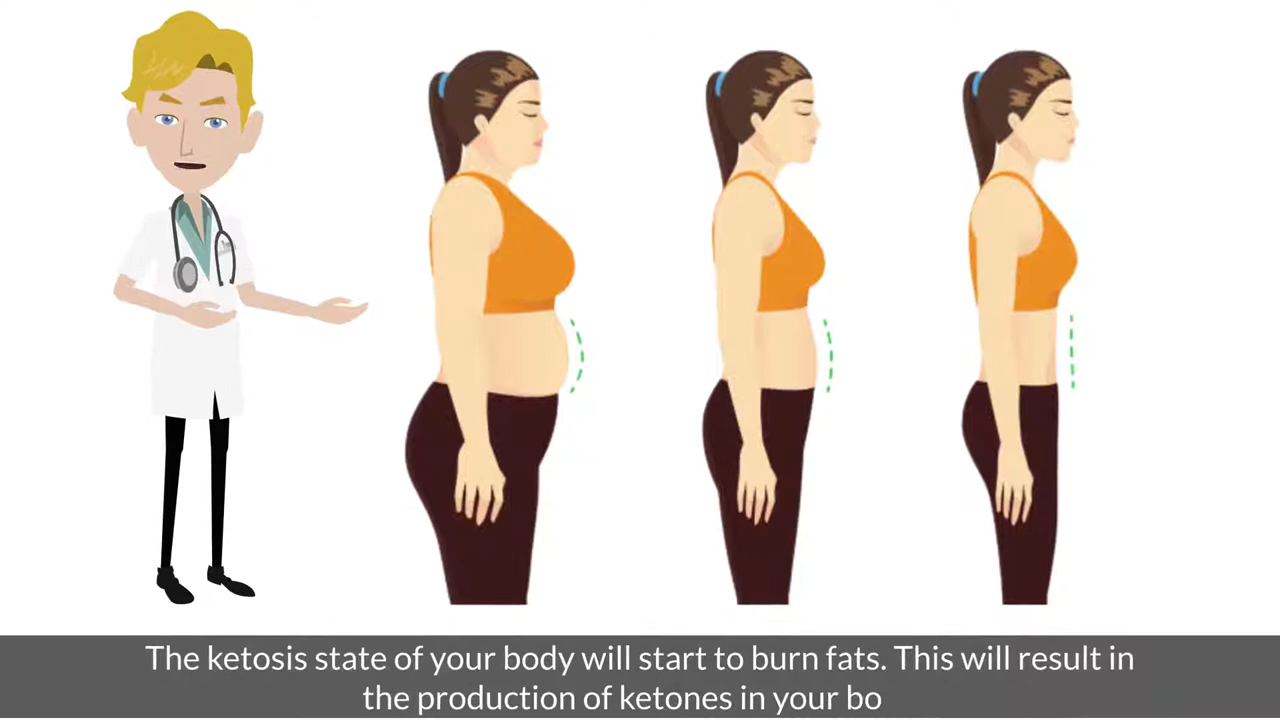 The ketosis state of your body will start to burn fats. This will result in
the production of ketones in your bo